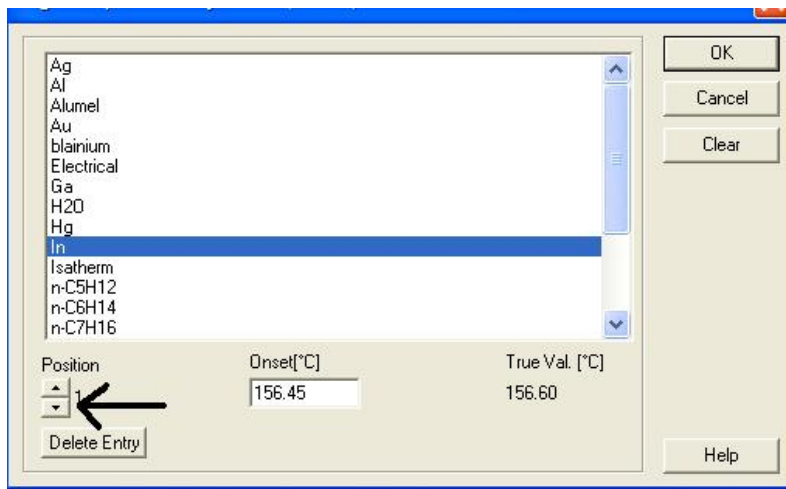 OK
Cancel
Clear
Ag
Al
Alumel
Au
blainium
Electrical
Ga
H2O
Hg
In
Isatherm
n-C5H12
n-C6H14
n-C7H16
Position
Onset[°C]
True Val. [°C]
1
156.45
156.60
Delete Entry
Help